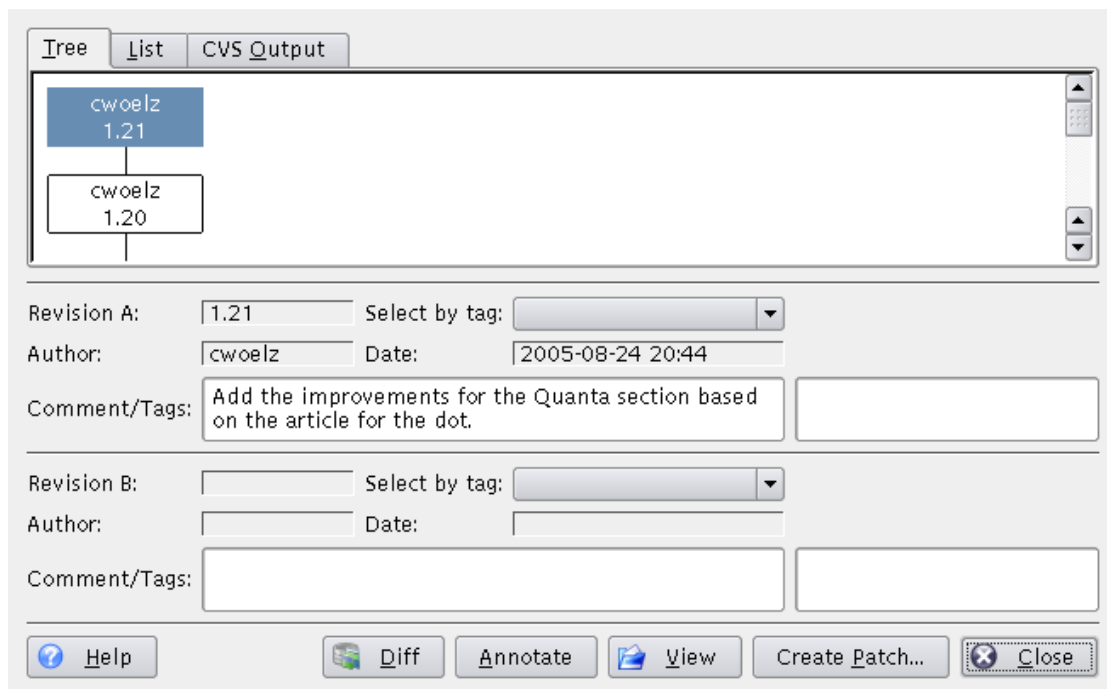 Tree List CVS Output
cwoelz
1.21
cwoelz
1.20
Revision A: 1.21 Select by tag:
Author: cwoelz Date: 2005-08-24 20:44
Comment/Tags: Add the improvements for the Quanta section based
on the article for the dot.
Revision B: Select by tag:
Author: Date:
Comment/Tags:
Help Diff Annotate View Create Patch... Close